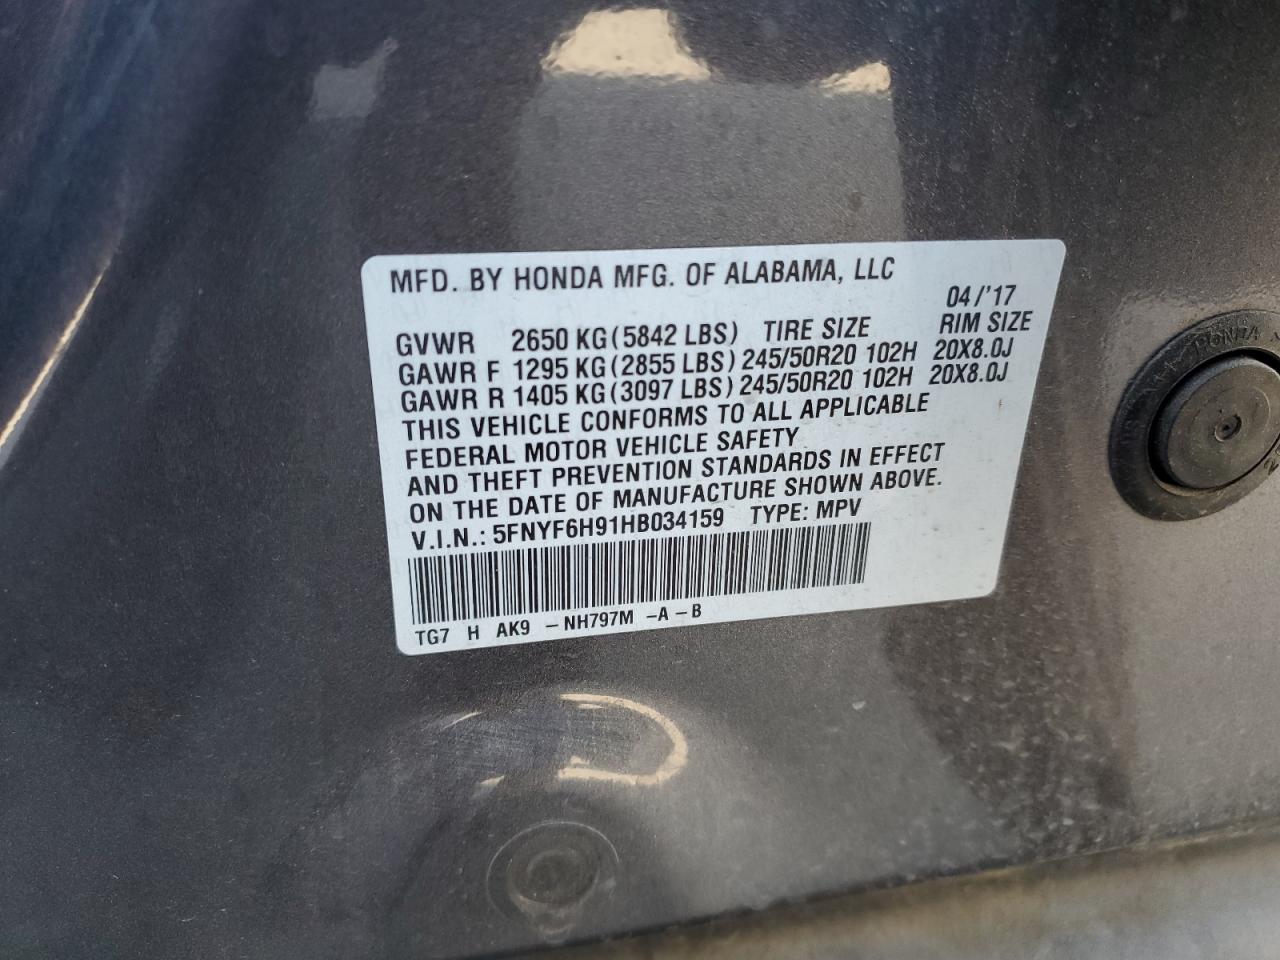 MFD. BY HONDA MFG. OF ALABAMA, LLC
04/'17
GVWR 2650 KG(5842 LBS) TIRE SIZE RIM SIZE
GAWR F 1295 KG(2855 LBS) 245/50R20 102H 20X8.0J
GAWR R 1405 KG(3097 LBS) 245/50R20 102H 20X8.0J
THIS VEHICLE CONFORMS TO ALL APPLICABLE
FEDERAL MOTOR VEHICLE SAFETY
AND THEFT PREVENTION STANDARDS IN EFFECT
ON THE DATE OF MANUFACTURE SHOWN ABOVE.
V.I.N.: 5FNYF6H91HB034159 TYPE: MPV
TG7 H AK9 -NH797M -A-B
HONDA